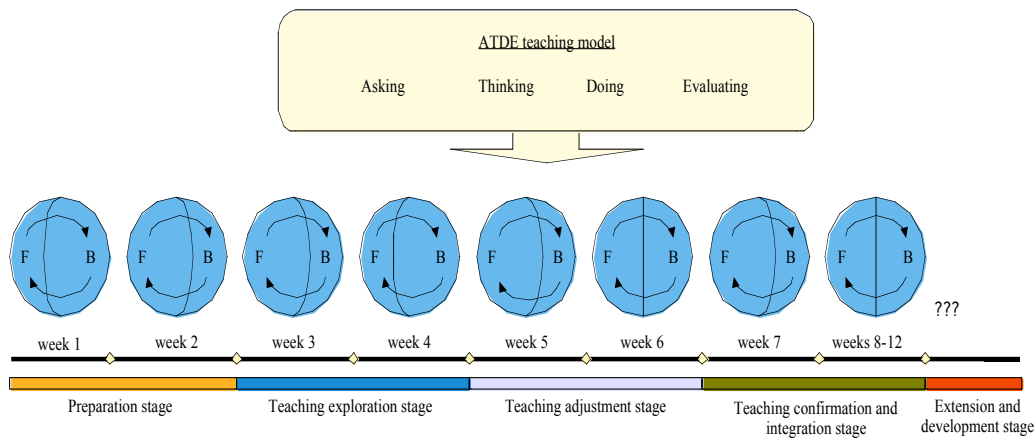 ATDE teaching model
Asking Thinking Doing Evaluating
F B F B F B F B F B F B F B F B
???
week 1 week 2 week 3 week 4 week 5 week 6 week 7 weeks 8-12
Preparation stage
Teaching exploration stage
Teaching adjustment stage
Teaching confirmation and
integration stage
Extension and
development stage